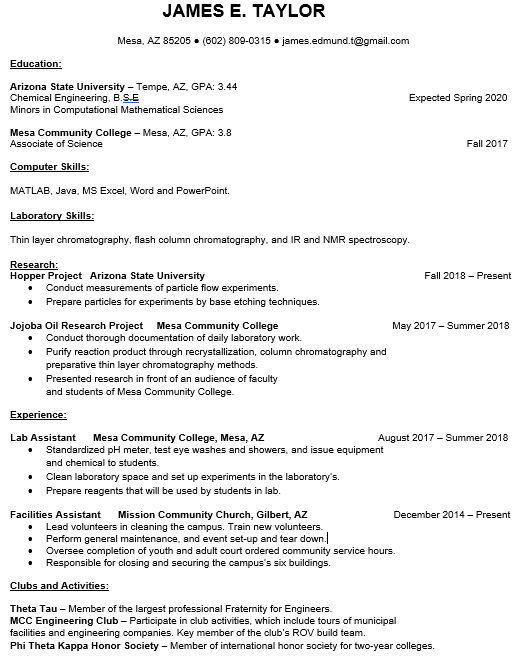 JAMES E. TAYLOR
Mesa, AZ 85205 ● (602) 809-0315 ● james.edmund.t@gmail.com
Education:
Arizona State University – Tempe, AZ, GPA: 3.44
Chemical Engineering, B.S.E Expected Spring 2020
Minors in Computational Mathematical Sciences
Mesa Community College – Mesa, AZ, GPA: 3.8
Associate of Science Fall 2017
Computer Skills:
MATLAB, Java, MS Excel, Word and PowerPoint.
Laboratory Skills:
Thin layer chromatography, flash column chromatography, and IR and NMR spectroscopy.
Research:
Hopper Project Arizona State University Fall 2018 – Present
• Conduct measurements of particle flow experiments.
• Prepare particles for experiments by base etching techniques.
Jojoba Oil Research Project Mesa Community College May 2017 – Summer 2018
• Conduct thorough documentation of daily laboratory work.
• Purify reaction product through recrystallization, column chromatography and
preparative thin layer chromatography methods.
• Presented research in front of an audience of faculty
and students of Mesa Community College.
Experience:
Lab Assistant Mesa Community College, Mesa, AZ August 2017 – Summer 2018
• Standardized pH meter, test eye washes and showers, and issue equipment
and chemical to students.
• Clean laboratory space and set up experiments in the laboratory's.
• Prepare reagents that will be used by students in lab.
Facilities Assistant Mission Community Church, Gilbert, AZ December 2014 – Present
• Lead volunteers in cleaning the campus. Train new volunteers.
• Perform general maintenance, and event set-up and tear down.
• Oversee completion of youth and adult court ordered community service hours.
• Responsible for closing and securing the campus's six buildings.
Clubs and Activities:
Theta Tau – Member of the largest professional Fraternity for Engineers.
MCC Engineering Club – Participate in club activities, which include tours of municipal
facilities and engineering companies. Key member of the club's ROV build team.
Phi Theta Kappa Honor Society – Member of international honor society for two-year colleges.